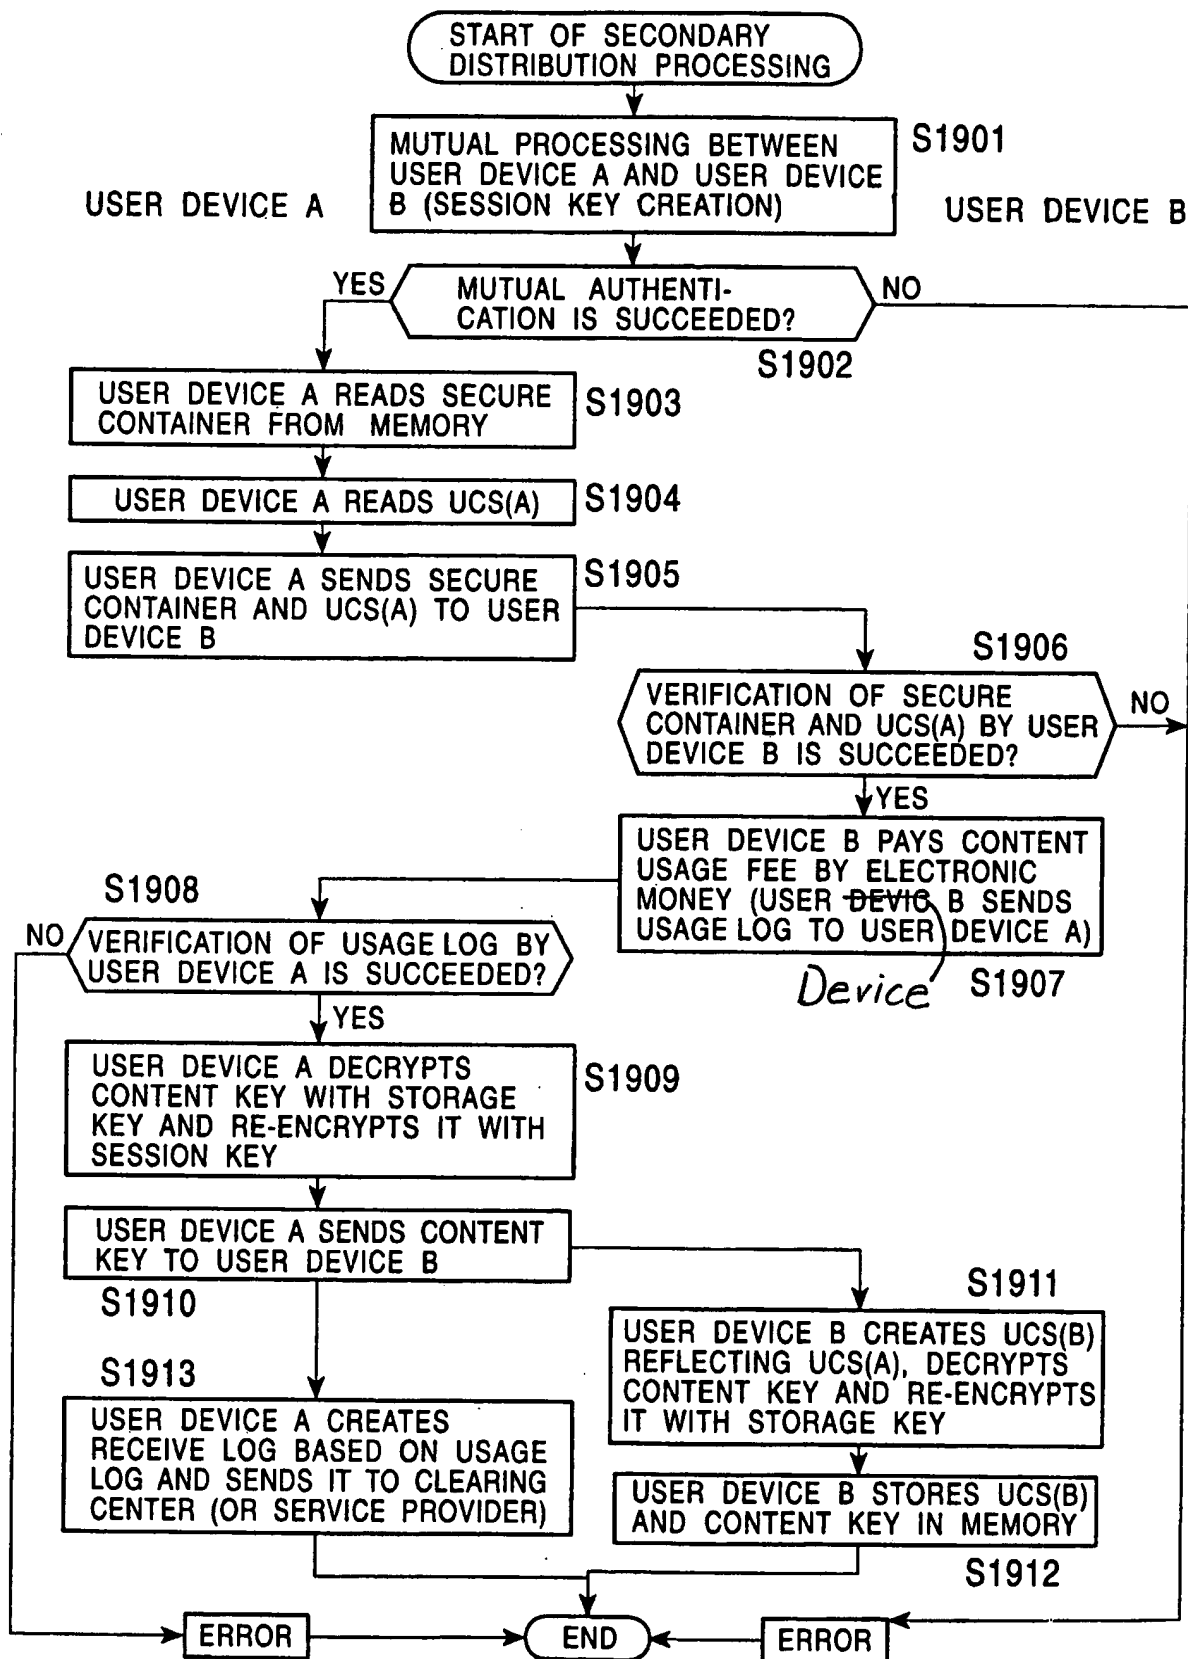 START OF SECONDARY
DISTRIBUTION PROCESSING
S1901
MUTUAL PROCESSING BETWEEN
USER DEVICE A AND USER DEVICE
B (SESSION KEY CREATION)
USER DEVICE A
USER DEVICE B
YES
MUTUAL AUTHENTI-
CATION IS SUCCEEDED?
NO
S1902
USER DEVICE A READS SECURE
CONTAINER FROM MEMORY
S1903
USER DEVICE A READS UCS(A)
S1904
USER DEVICE A SENDS SECURE
CONTAINER AND UCS(A) TO USER
DEVICE B
S1905
S1906
VERIFICATION OF SECURE
CONTAINER AND UCS(A) BY USER
DEVICE B IS SUCCEEDED?
NO
YES
USER DEVICE B PAYS CONTENT
USAGE FEE BY ELECTRONIC
MONEY (USER DEVIC B SENDS
USAGE LOG TO USER DEVICE A)
Device
S1907
S1908
NO
VERIFICATION OF USAGE LOG BY
USER DEVICE A IS SUCCEEDED?
YES
USER DEVICE A DECRYPTS
CONTENT KEY WITH STORAGE
KEY AND RE-ENCRYPTS IT WITH
SESSION KEY
S1909
USER DEVICE A SENDS CONTENT
KEY TO USER DEVICE B
S1910
S1911
USER DEVICE B CREATES UCS(B)
REFLECTING UCS(A), DECRYPTS
CONTENT KEY AND RE-ENCRYPTS
IT WITH STORAGE KEY
S1913
USER DEVICE A CREATES
RECEIVE LOG BASED ON USAGE
LOG AND SENDS IT TO CLEARING
CENTER (OR SERVICE PROVIDER)
USER DEVICE B STORES UCS(B)
AND CONTENT KEY IN MEMORY
S1912
ERROR
END
ERROR